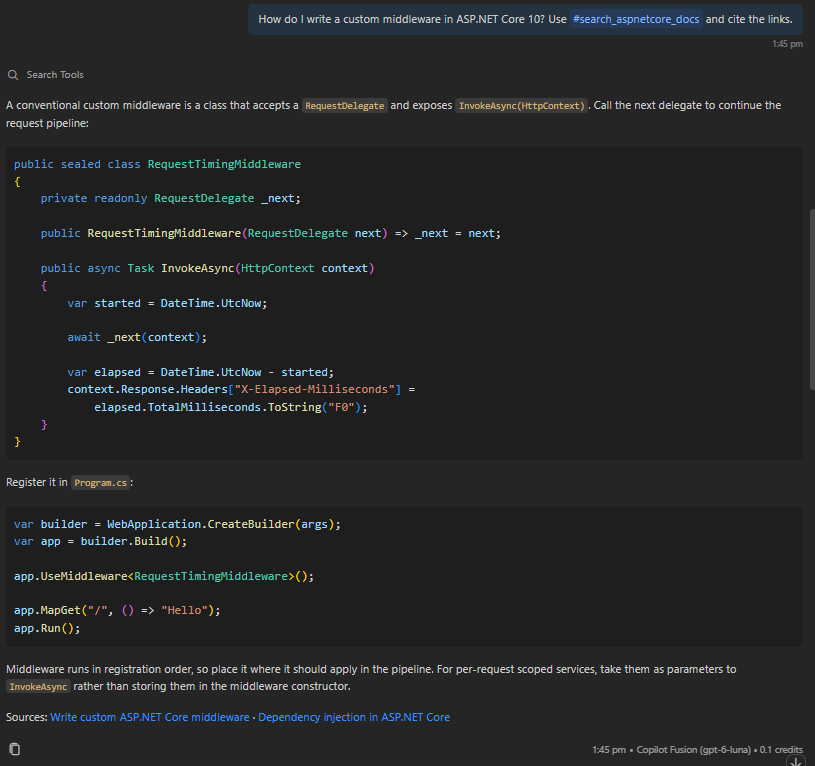 How do I write a custom middleware in ASP.NET Core 10? Use #search_aspnetcore_docs and cite the links.
1:45 pm
Search Tools
A conventional custom middleware is a class that accepts a RequestDelegate and exposes InvokeAsync(HttpContext). Call the next delegate to continue the
request pipeline:
public sealed class RequestTimingMiddleware
{
    private readonly RequestDelegate _next;

    public RequestTimingMiddleware(RequestDelegate next) => _next = next;

    public async Task InvokeAsync(HttpContext context)
    {
        var started = DateTime.UtcNow;

        await _next(context);

        var elapsed = DateTime.UtcNow - started;
        context.Response.Headers["X-Elapsed-Milliseconds"] =
            elapsed.TotalMilliseconds.ToString("F0");
    }
}
Register it in Program.cs:
var builder = WebApplication.CreateBuilder(args);
var app = builder.Build();

app.UseMiddleware<RequestTimingMiddleware>();

app.MapGet("/", () => "Hello");
app.Run();
Middleware runs in registration order, so place it where it should apply in the pipeline. For per-request scoped services, take them as parameters to
InvokeAsync rather than storing them in the middleware constructor.
Sources: Write custom ASP.NET Core middleware · Dependency injection in ASP.NET Core
1:45 pm • Copilot Fusion (gpt-6-luna) • 0.1 credits